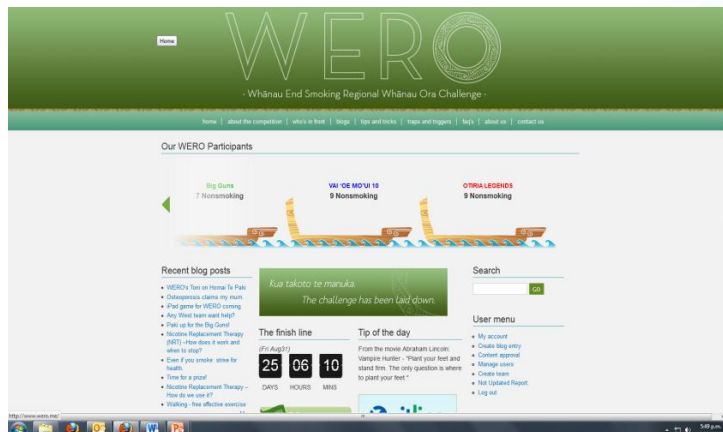 Home
WERO
- Whānau End Smoking Regional Whānau Ora Challenge -
home | about the competition | who's in front | blogs | tips and tricks | traps and triggers | faq's | about us | contact us
Our WERO Participants
Big Guns
7 Nonsmoking
VAI 'OE MO'UI 10
9 Nonsmoking
OTIRIA LEGENDS
9 Nonsmoking
Recent blog posts
WERO's Toni on Homai Te Paki
Osteoporosis claims my mum.
iPad game for WERO coming
Any West team want help?
Paki up for the Big Guns!
Nicotine Replacement Therapy
(NRT) –How does it work and
when to stop?
Even if you smoke: strive for
health.
Time for a prize!
Nicotine Replacement Therapy –
How do we use it?
Walking - free effective exercise
Kua takoto te manuka.
The challenge has been laid down.
The finish line
(Fri Aug31)
25 06 10
DAYS HOURS MINS
Tip of the day
From the movie Abraham Lincoln:
Vampire Hunter - "Plant your feet and
stand firm. The only question is where
to plant your feet."
Search
GO
User menu
My account
Create blog entry
Content approval
Manage users
Create team
Not Updated Report
Log out
http://www.wero.me/
5:49 p.m.